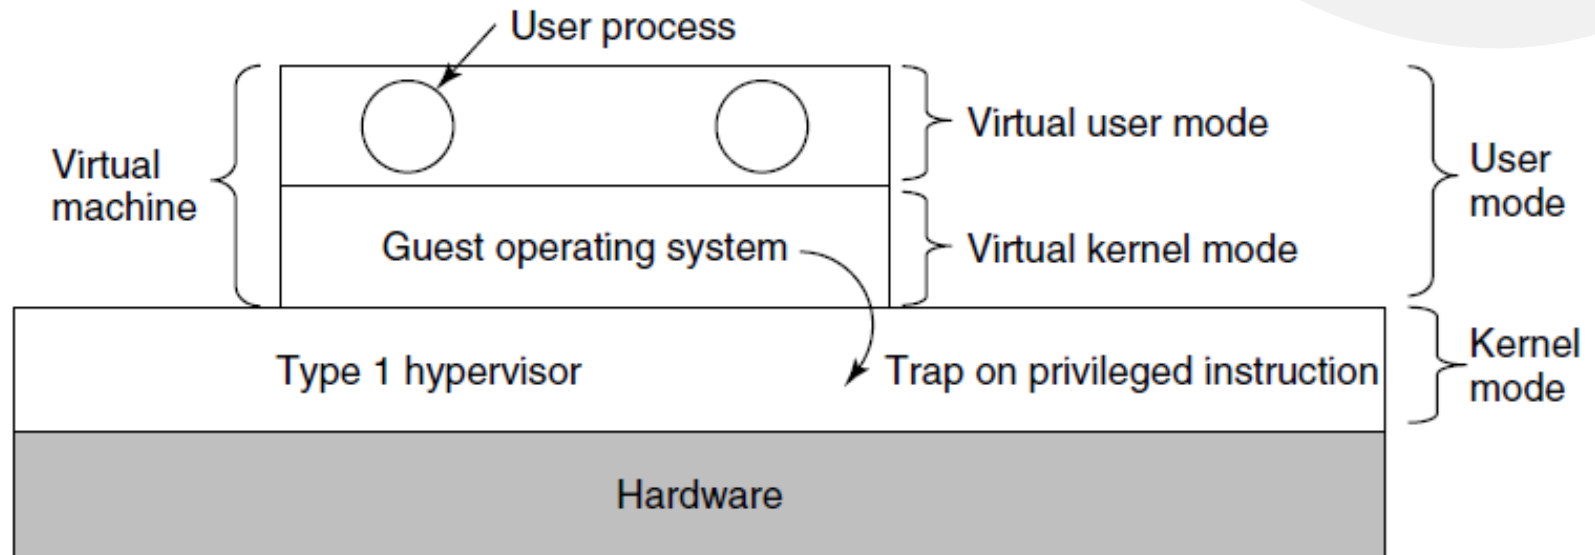 User process
Virtual user mode
Virtual
machine
User
mode
Guest operating system
Virtual kernel mode
Type 1 hypervisor
Trap on privileged instruction
Kernel
mode
Hardware